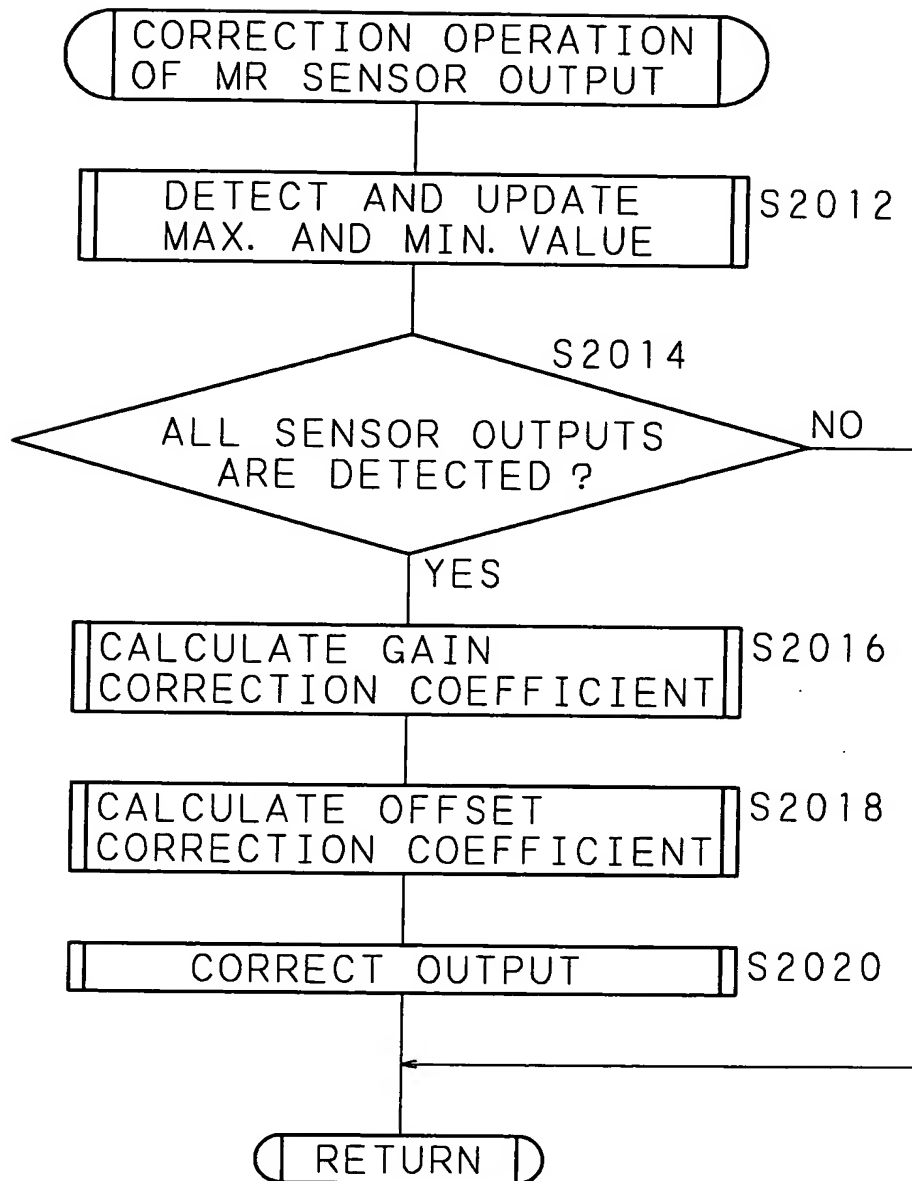 CORRECTION OPERATION
OF MR SENSOR OUTPUT
DETECT AND UPDATE
MAX. AND MIN. VALUE
S2012
S2014
ALL SENSOR OUTPUTS
ARE DETECTED?
NO
YES
CALCULATE GAIN
CORRECTION COEFFICIENT
S2016
CALCULATE OFFSET
CORRECTION COEFFICIENT
S2018
CORRECT OUTPUT
S2020
RETURN